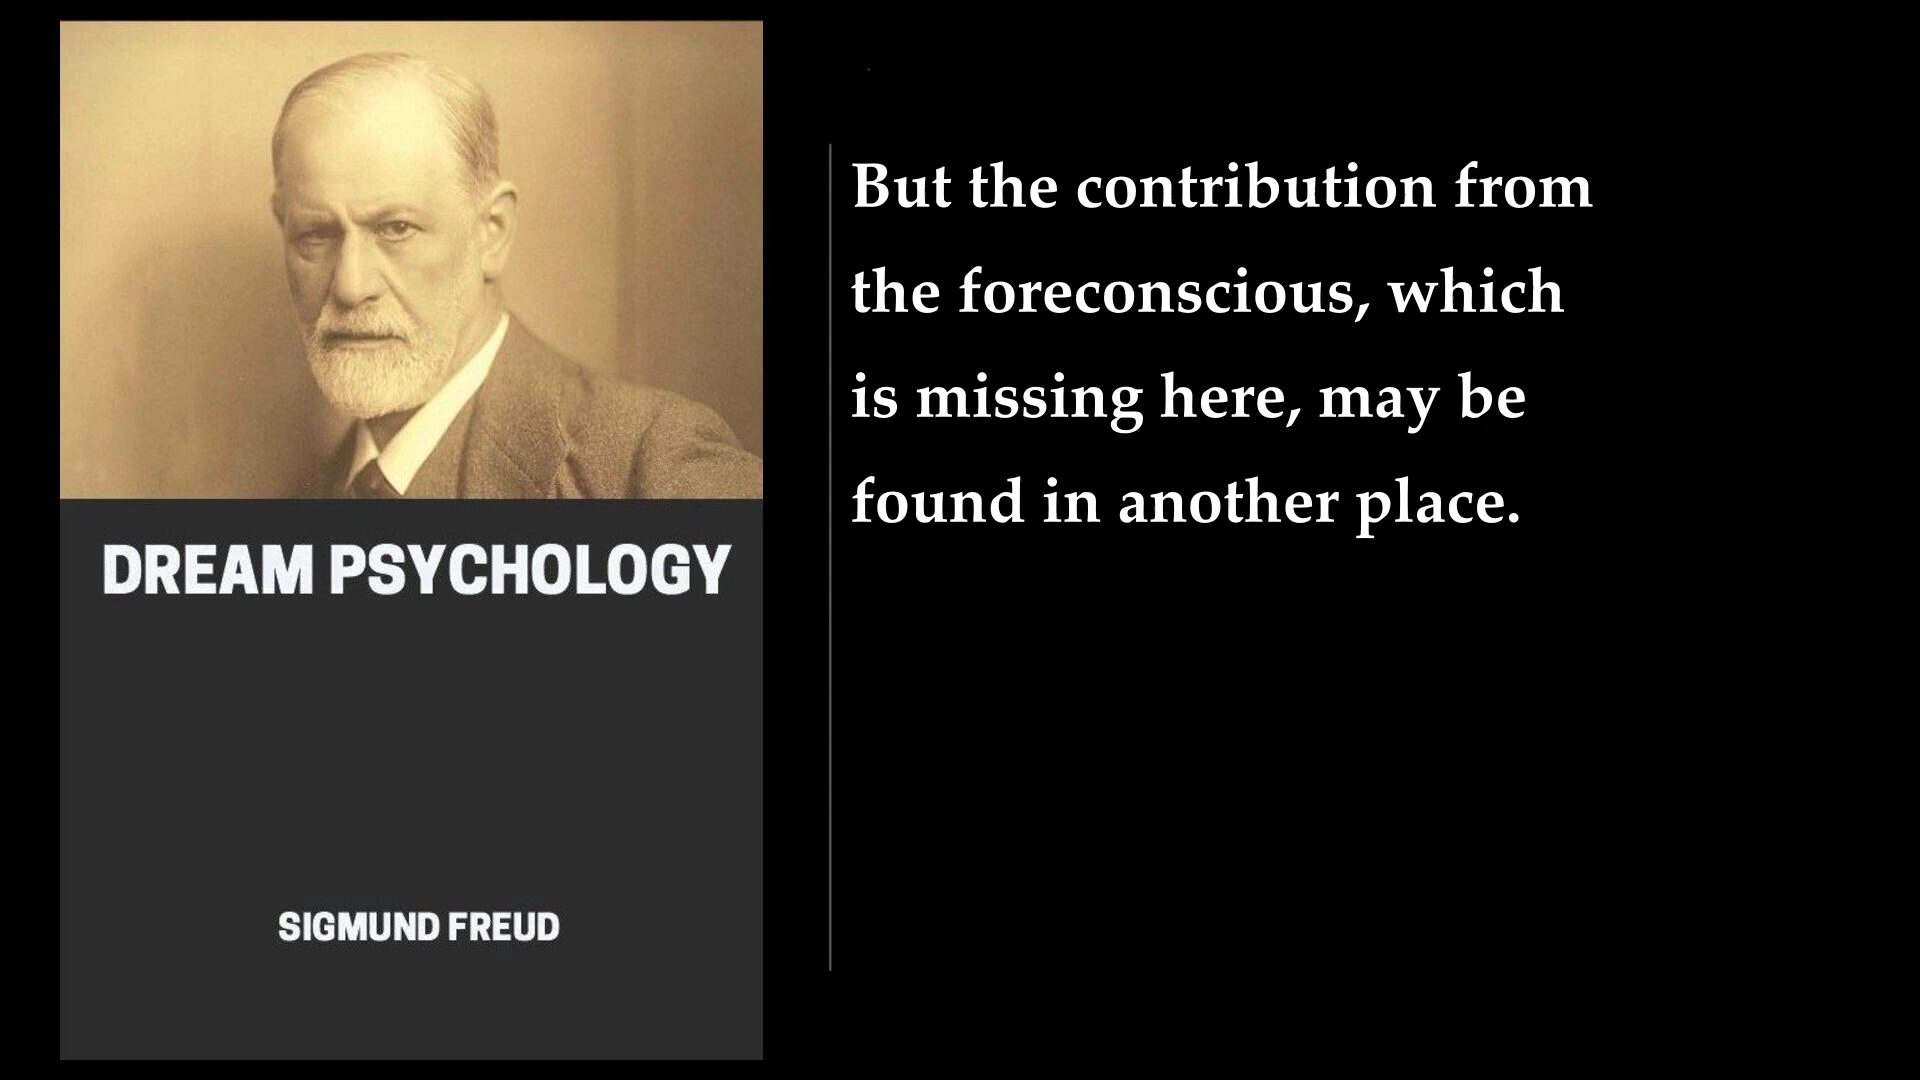 DREAM PSYCHOLOGY
SIGMUND FREUD
But the contribution from
the foreconscious, which
is missing here, may be
found in another place.